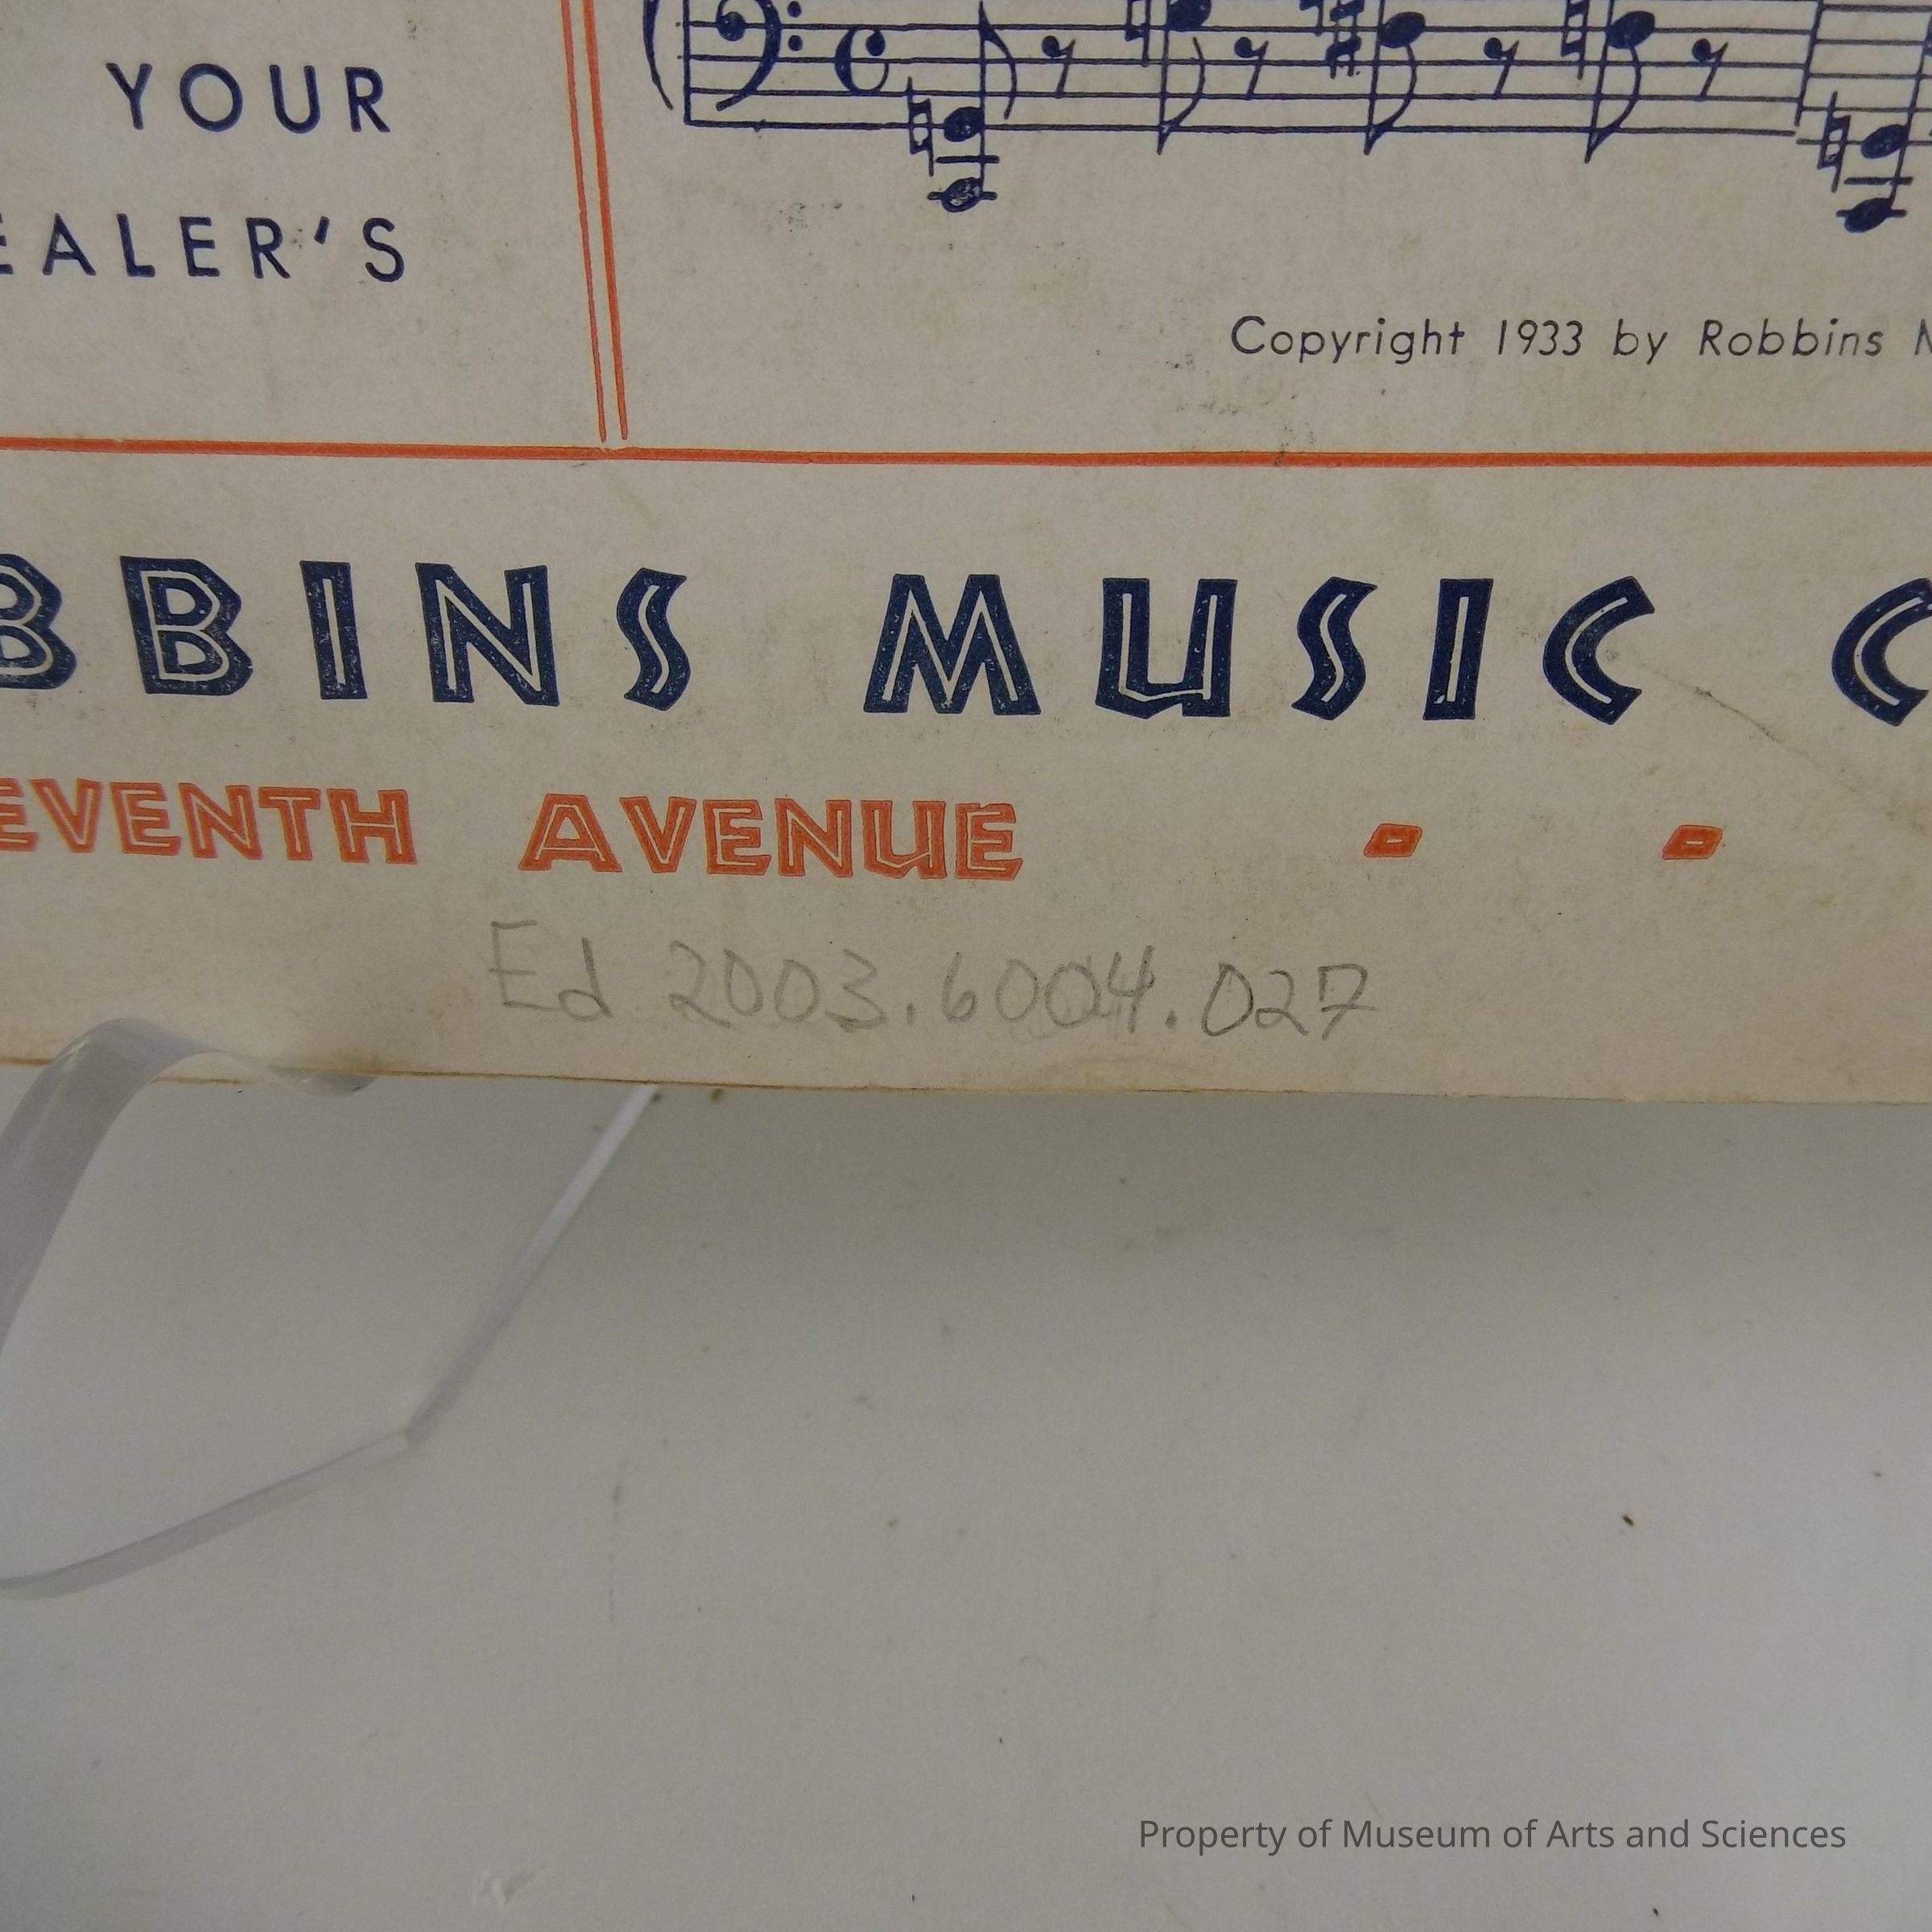 YOUR
EALER'S
Copyright 1933 by Robbins M
BBINS MUSIC C
EVENTH AVENUE - -
Ed 2003.6004.027
Property of Museum of Arts and Sciences